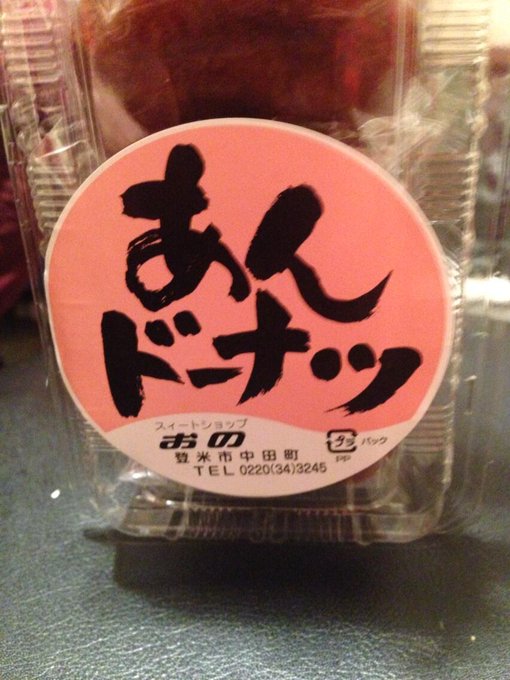 あん
ドーナツ
スィートショップ
おの
登米市中田町
TEL 0220(34)3245
プラ パック
PP